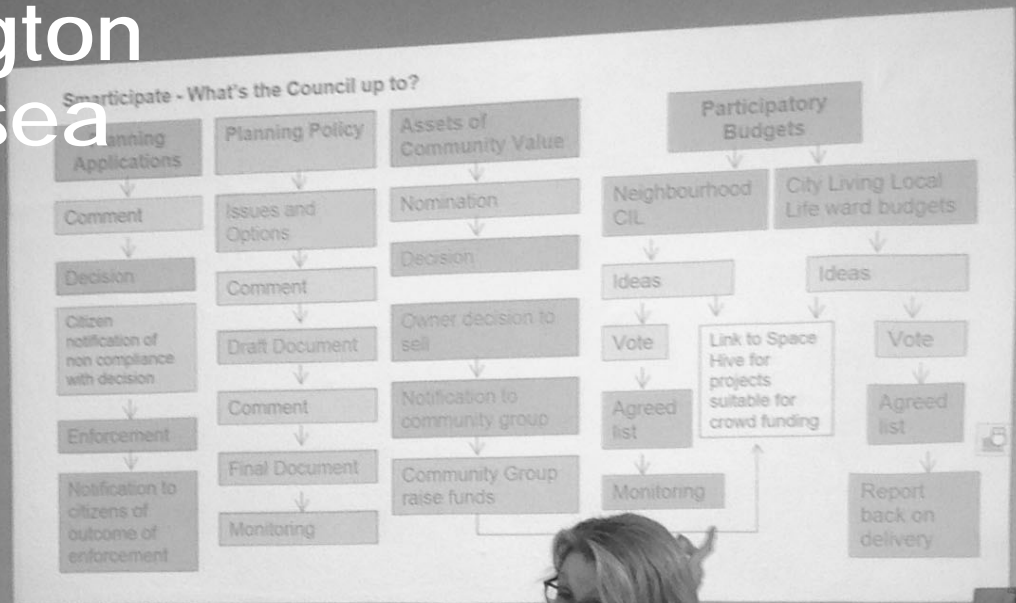 gton
sea
Smarticipate - What's the Council up to?
Planning
Applications
Comment
Decision
Citizen
notification of
non compliance
with decision
Enforcement
Notification to
citizens of
outcome of
enforcement
Planning Policy
Issues and
Options
Comment
Draft Document
Comment
Final Document
Monitoring
Assets of
Community Value
Nomination
Decision
Owner decision to
sell
Notification to
community group
Community Group
raise funds
Participatory
Budgets
Neighbourhood
CIL
Ideas
Vote
Agreed
list
Monitoring
Link to Space
Hive for
projects
suitable for
crowd funding
City Living Local
Life ward budgets
Ideas
Vote
Agreed
list
Report
back on
delivery